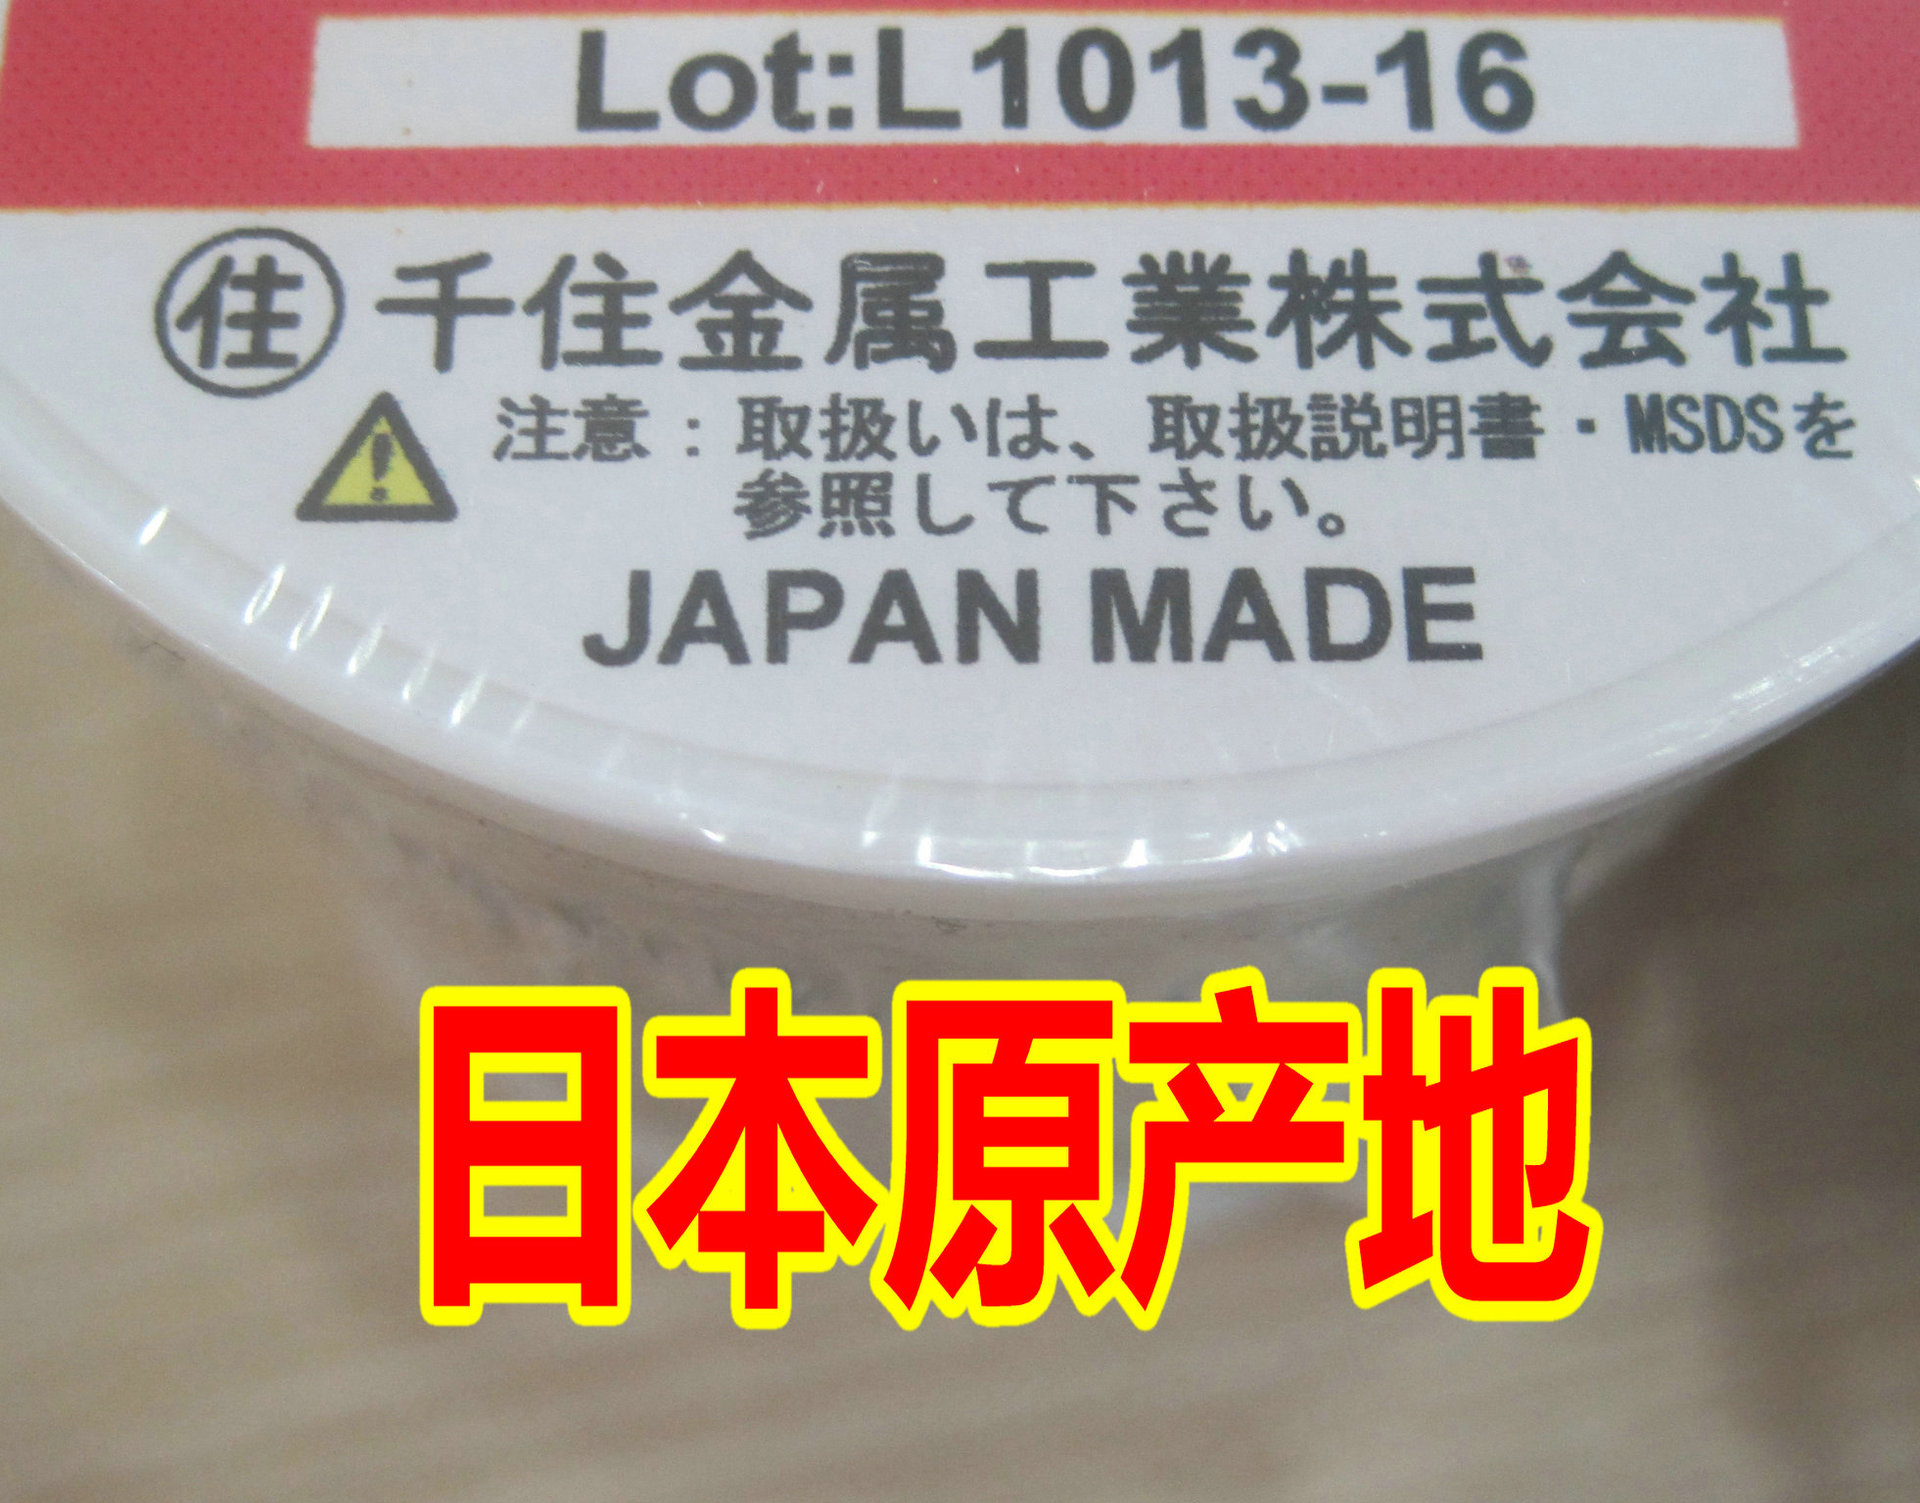 Lot:L1013-16
住 千住金属工業株式会社
注意：取扱いは、取扱説明書・MSDSを
参照して下さい。
JAPAN MADE
日本原产地